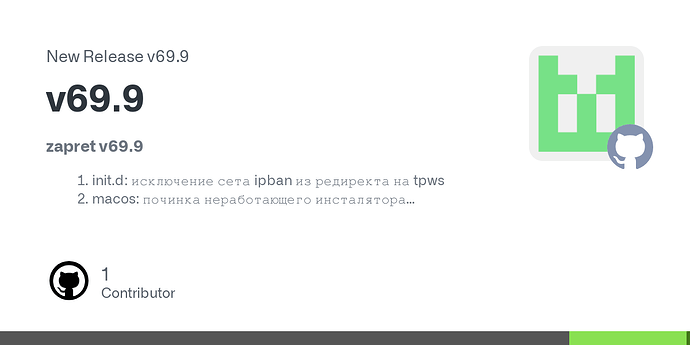 New Release v69.9
v69.9
zapret v69.9
1. init.d: исключение сета ipban из редиректа на tpws
2. macos: починка неработающего инсталятора...
1
Contributor